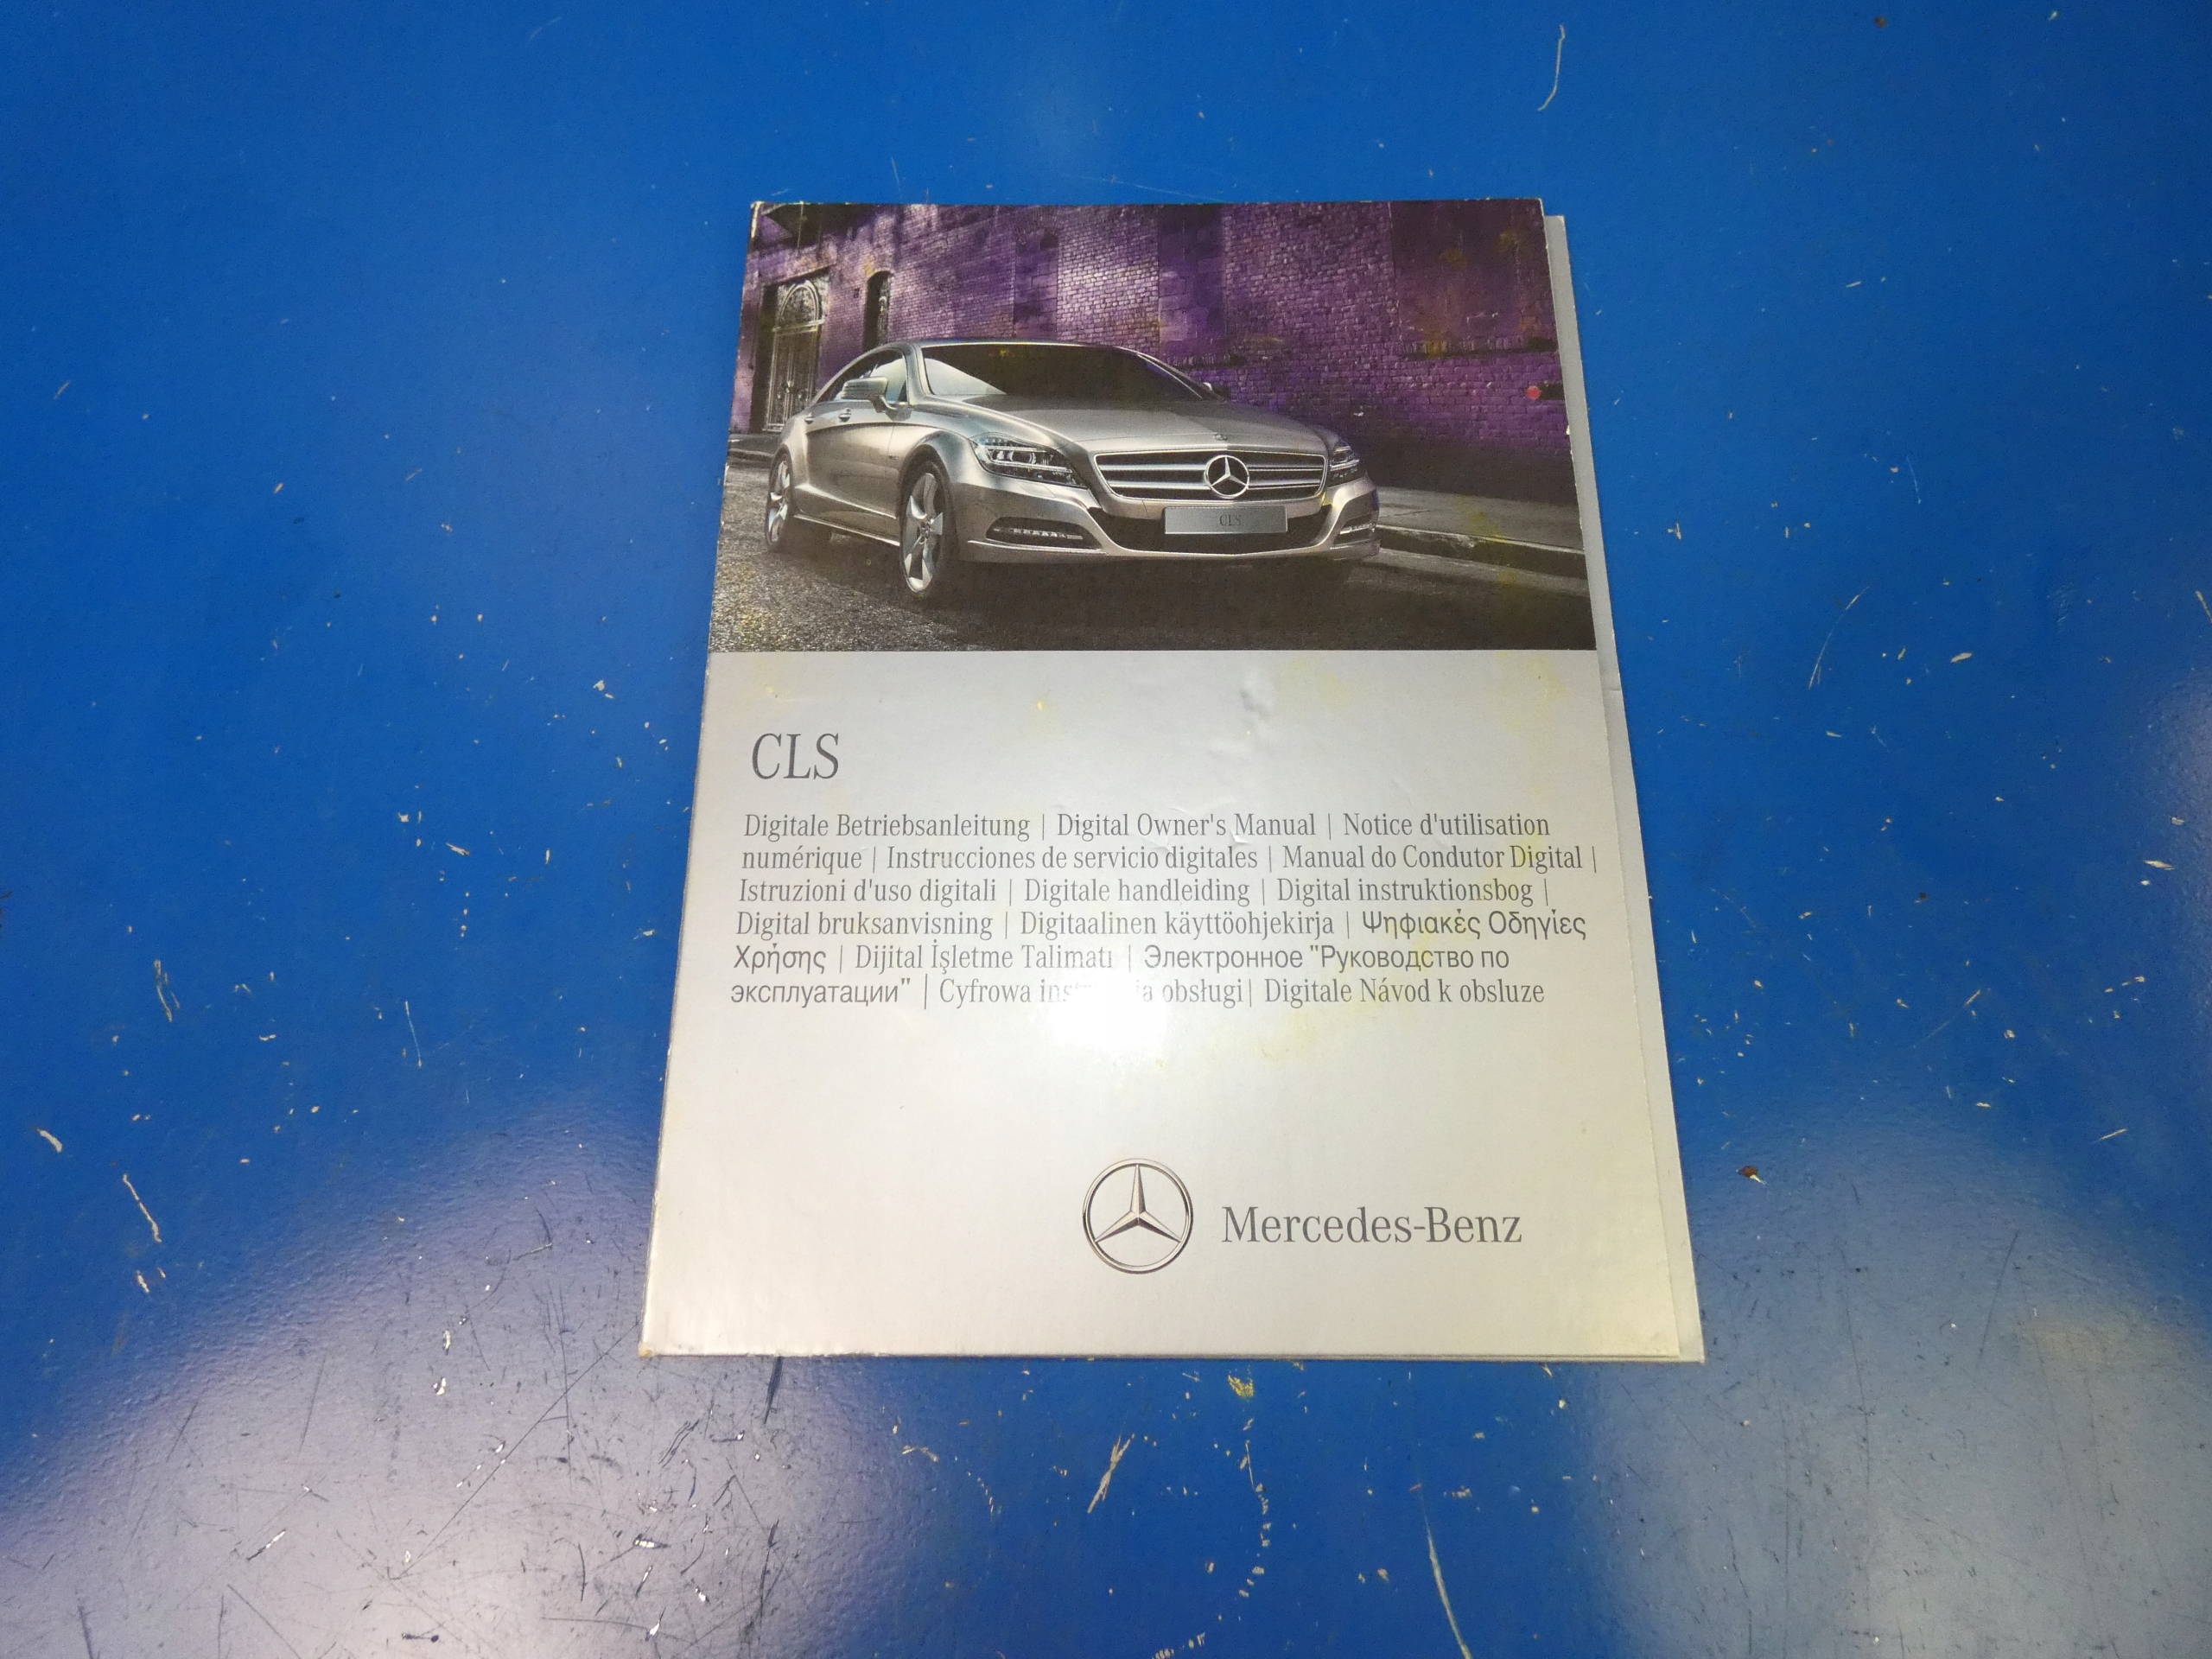 CLS
CLS
Digitale Betriebsanleitung | Digital Owner's Manual | Notice d'utilisation
numérique | Instrucciones de servicio digitales | Manual do Condutor Digital |
Istruzioni d'uso digitali | Digitale handleiding | Digital instruktionsbog |
Digital bruksanvisning | Digitaalinen käyttöohjekirja | Ψηφιακές Οδηγίες
Χρήσης | Dijital İşletme Talimatı | Электронное "Руководство по
эксплуатации" | Cyfrowa obsługi| Digitale Návod k obsluze
Mercedes-Benz